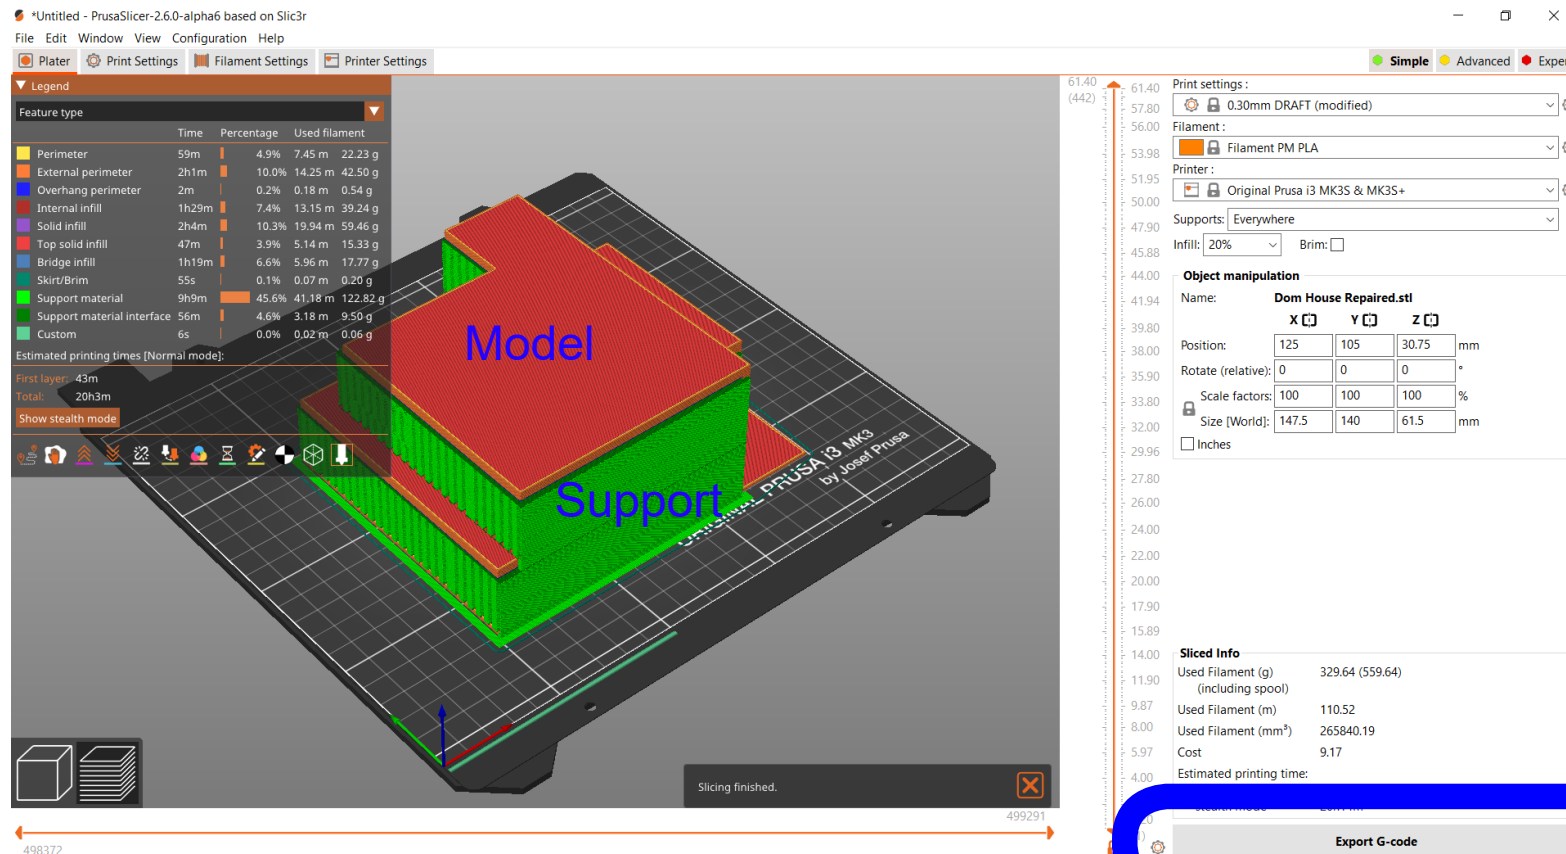 *Untitled - PrusaSlicer-2.6.0-alpha6 based on Slic3r
File Edit Window View Configuration Help
Plater Print Settings Filament Settings Printer Settings
Simple Advanced Exper
Legend
Feature type
Time Percentage Used filament
Perimeter 59m 4.9% 7.45 m 22.23 g
External perimeter 2h1m 10.0% 14.25 m 42.50 g
Overhang perimeter 2m 0.2% 0.18 m 0.54 g
Internal infill 1h29m 7.4% 13.15 m 39.24 g
Solid infill 2h4m 10.3% 19.94 m 59.46 g
Top solid infill 47m 3.9% 5.14 m 15.33 g
Bridge infill 1h19m 6.6% 5.96 m 17.77 g
Skirt/Brim 55s 0.1% 0.07 m 0.20 g
Support material 9h9m 45.6% 41.18 m 122.82 g
Support material interface 56m 4.6% 3.18 m 9.50 g
Custom 6s 0.0% 0.02 m 0.06 g
Estimated printing times [Normal mode]:
First layer: 43m
Total: 20h3m
Show stealth mode
Model
Support
ORIGINAL PRUSA i3 MK3
by Josef Prusa
Slicing finished.
499291
498372
61.40
(442)
61.40
57.80
56.00
53.98
51.95
50.00
47.90
45.88
44.00
41.94
39.80
38.00
35.90
33.80
32.00
29.96
27.80
26.00
24.00
22.00
20.00
17.90
15.89
14.00
11.90
9.87
8.00
5.97
4.00
Print settings :
0.30mm DRAFT (modified)
Filament :
Filament PM PLA
Printer :
Original Prusa i3 MK3S & MK3S+
Supports: Everywhere
Infill: 20% Brim:
Object manipulation
Name: Dom House Repaired.stl
X Y Z
Position: 125 105 30.75 mm
Rotate (relative): 0 0 0 °
Scale factors: 100 100 100 %
Size [World]: 147.5 140 61.5 mm
Inches
Sliced Info
Used Filament (g) 329.64 (559.64)
(including spool)
Used Filament (m) 110.52
Used Filament (mm³) 265840.19
Cost 9.17
Estimated printing time:
Export G-code